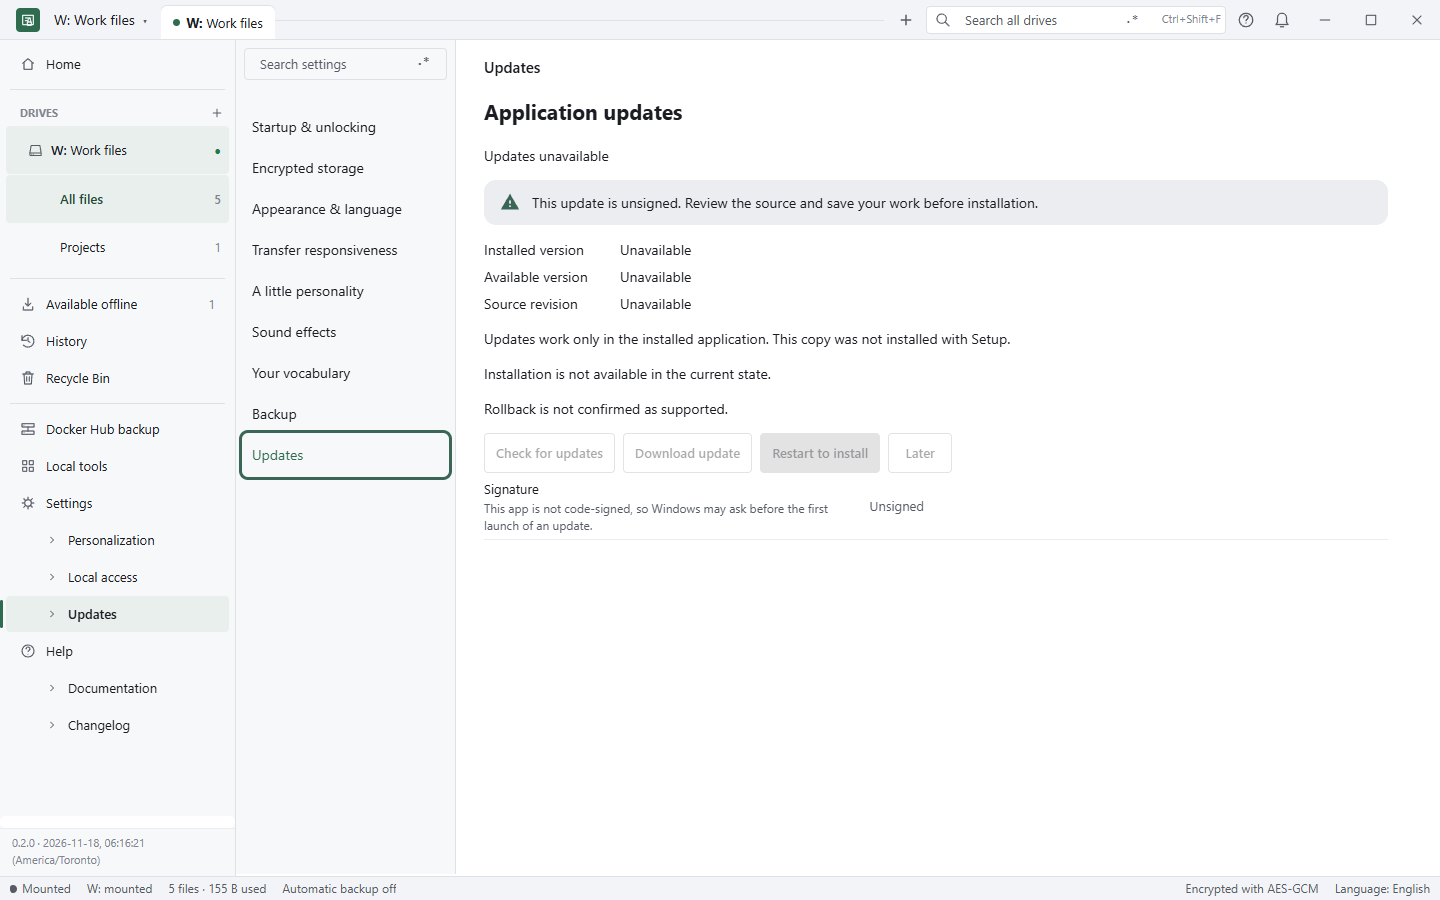 W: Work files
W: Work files
Search all drives
.*
Ctrl+Shift+F
Home
DRIVES
W: Work files
All files 5
Projects 1
Available offline 1
History
Recycle Bin
Docker Hub backup
Local tools
Settings
Personalization
Local access
Updates
Help
Documentation
Changelog
0.2.0 · 2026-11-18, 06:16:21
(America/Toronto)
Search settings .*
Startup & unlocking
Encrypted storage
Appearance & language
Transfer responsiveness
A little personality
Sound effects
Your vocabulary
Backup
Updates
Updates
Application updates
Updates unavailable
This update is unsigned. Review the source and save your work before installation.
Installed version Unavailable
Available version Unavailable
Source revision Unavailable
Updates work only in the installed application. This copy was not installed with Setup.
Installation is not available in the current state.
Rollback is not confirmed as supported.
Check for updates Download update Restart to install Later
Signature
This app is not code-signed, so Windows may ask before the first
launch of an update.
Unsigned
Mounted W: mounted 5 files · 155 B used Automatic backup off Encrypted with AES-GCM Language: English